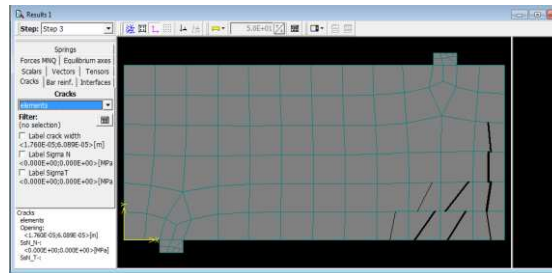 Results 1
Step: Step 3
5.0E+01
Springs
Forces MNQ Equilibrium axes
Scalars Vectors Tensors
Cracks Bar reinf. Interfaces
Cracks
elements
Filter:
(no selection)
Label crack width
<1.760E-05;6.089E-05>[m]
Label Sigma N
<0.000E+00;0.000E+00>[MPa
Label SigmaT
<0.000E+00;0.000E+00>[MPa
Cracks
elements
Opening:
<1.760E-05;6.089E-05>[m]
<0.000E+00;0.000E+00>[MPa]